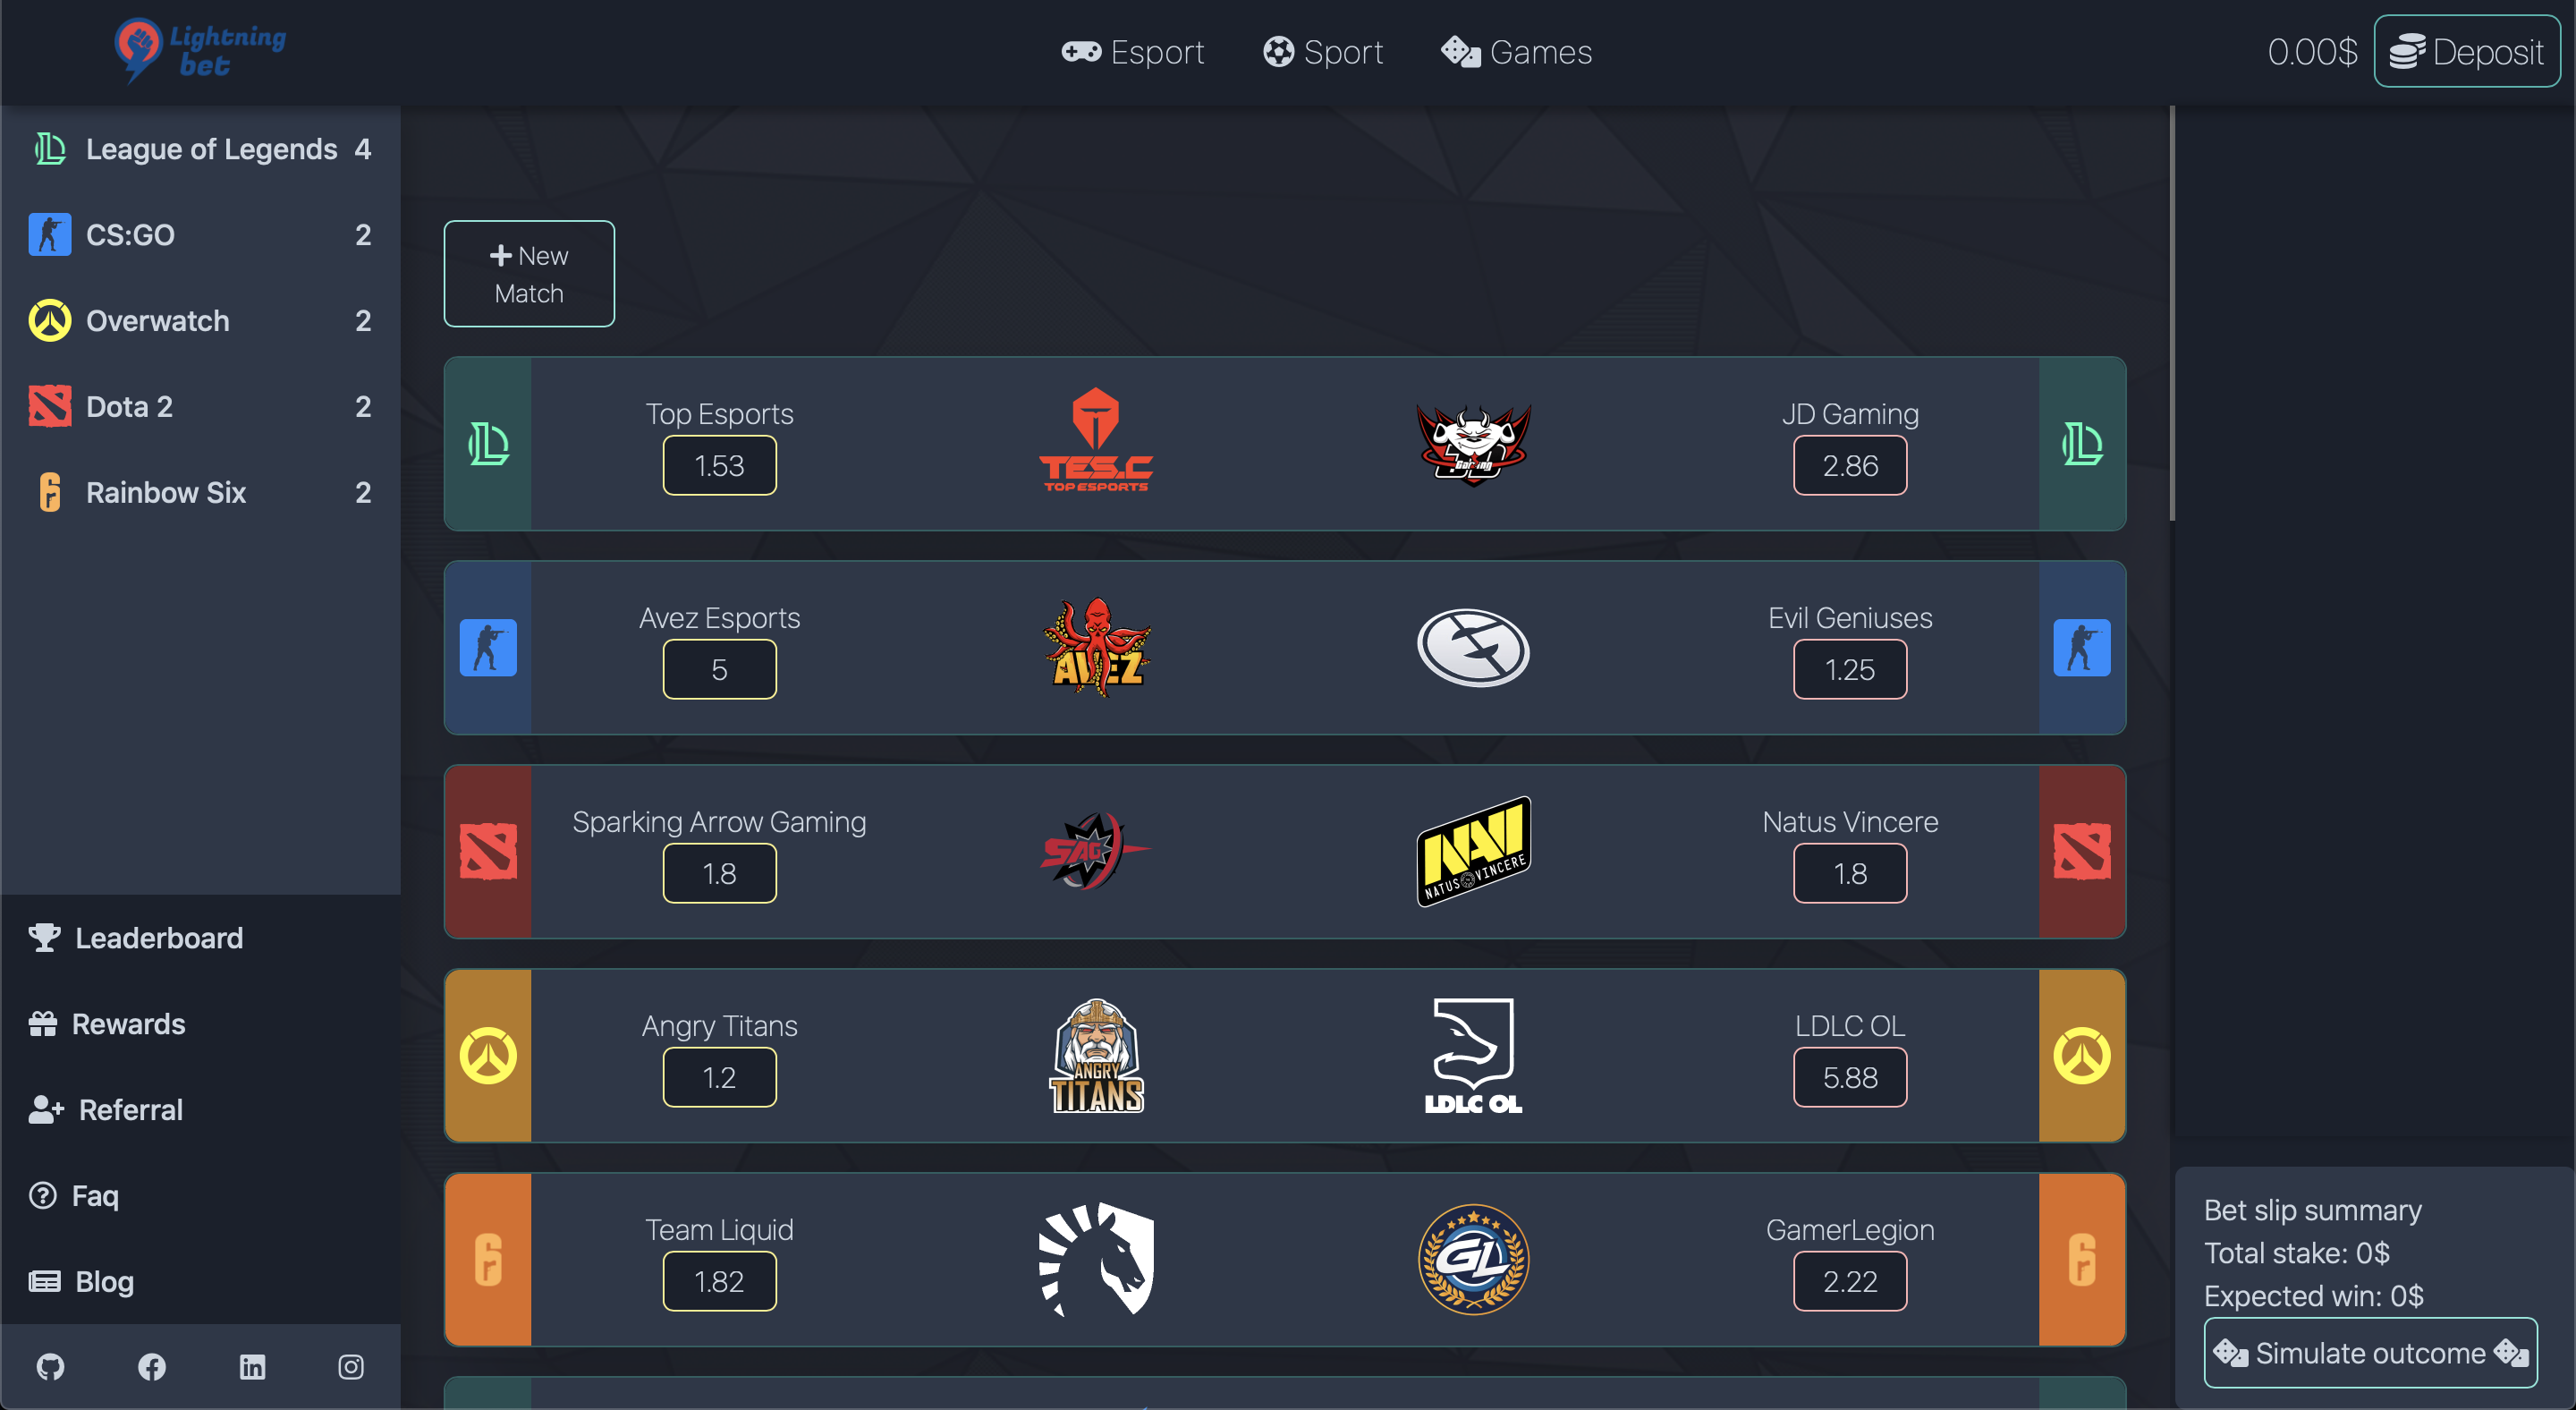 Lightning
bet
Esport
Sport
Games
0.00$
Deposit
League of Legends 4
CS:GO 2
Overwatch 2
Dota 2 2
Rainbow Six 2
Leaderboard
Rewards
Referral
Faq
Blog
New
Match
Top Esports
1.53
TES.C
TOP ESPORTS
Gaming
JD Gaming
2.86
Avez Esports
5
AVEZ
Evil Geniuses
1.25
Sparking Arrow Gaming
1.8
SAG
NAVI
NATUS VINCERE
Natus Vincere
1.8
Angry Titans
1.2
ANGRY
TITANS
LDLC OL
LDLC OL
5.88
Team Liquid
1.82
GL
GamerLegion
2.22
Bet slip summary
Total stake: 0$
Expected win: 0$
Simulate outcome